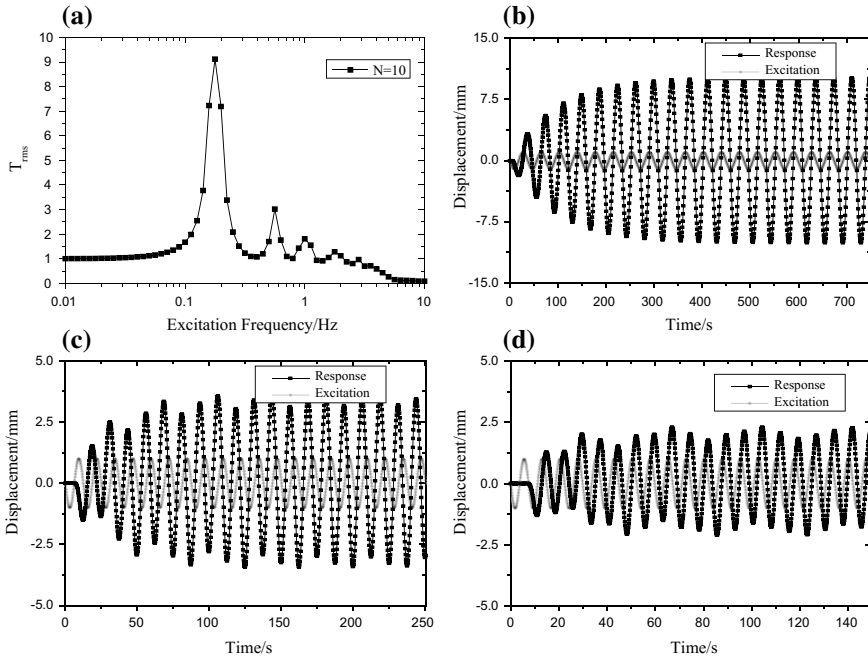 (a)
10
9
8
7
6
5
4
3
2
1
0
T_rms
N=10
0.01 0.1 1 10
Excitation Frequency/Hz
(b)
15.0
7.5
0.0
-7.5
-15.0
Displacement/mm
Response
Excitation
0 100 200 300 400 500 600 700
Time/s
(c)
5.0
2.5
0.0
-2.5
-5.0
Displacement/mm
Response
Excitation
0 50 100 150 200 250
Time/s
(d)
5.0
2.5
0.0
-2.5
-5.0
Displacement/mm
Response
Excitation
0 20 40 60 80 100 120 140
Time/s